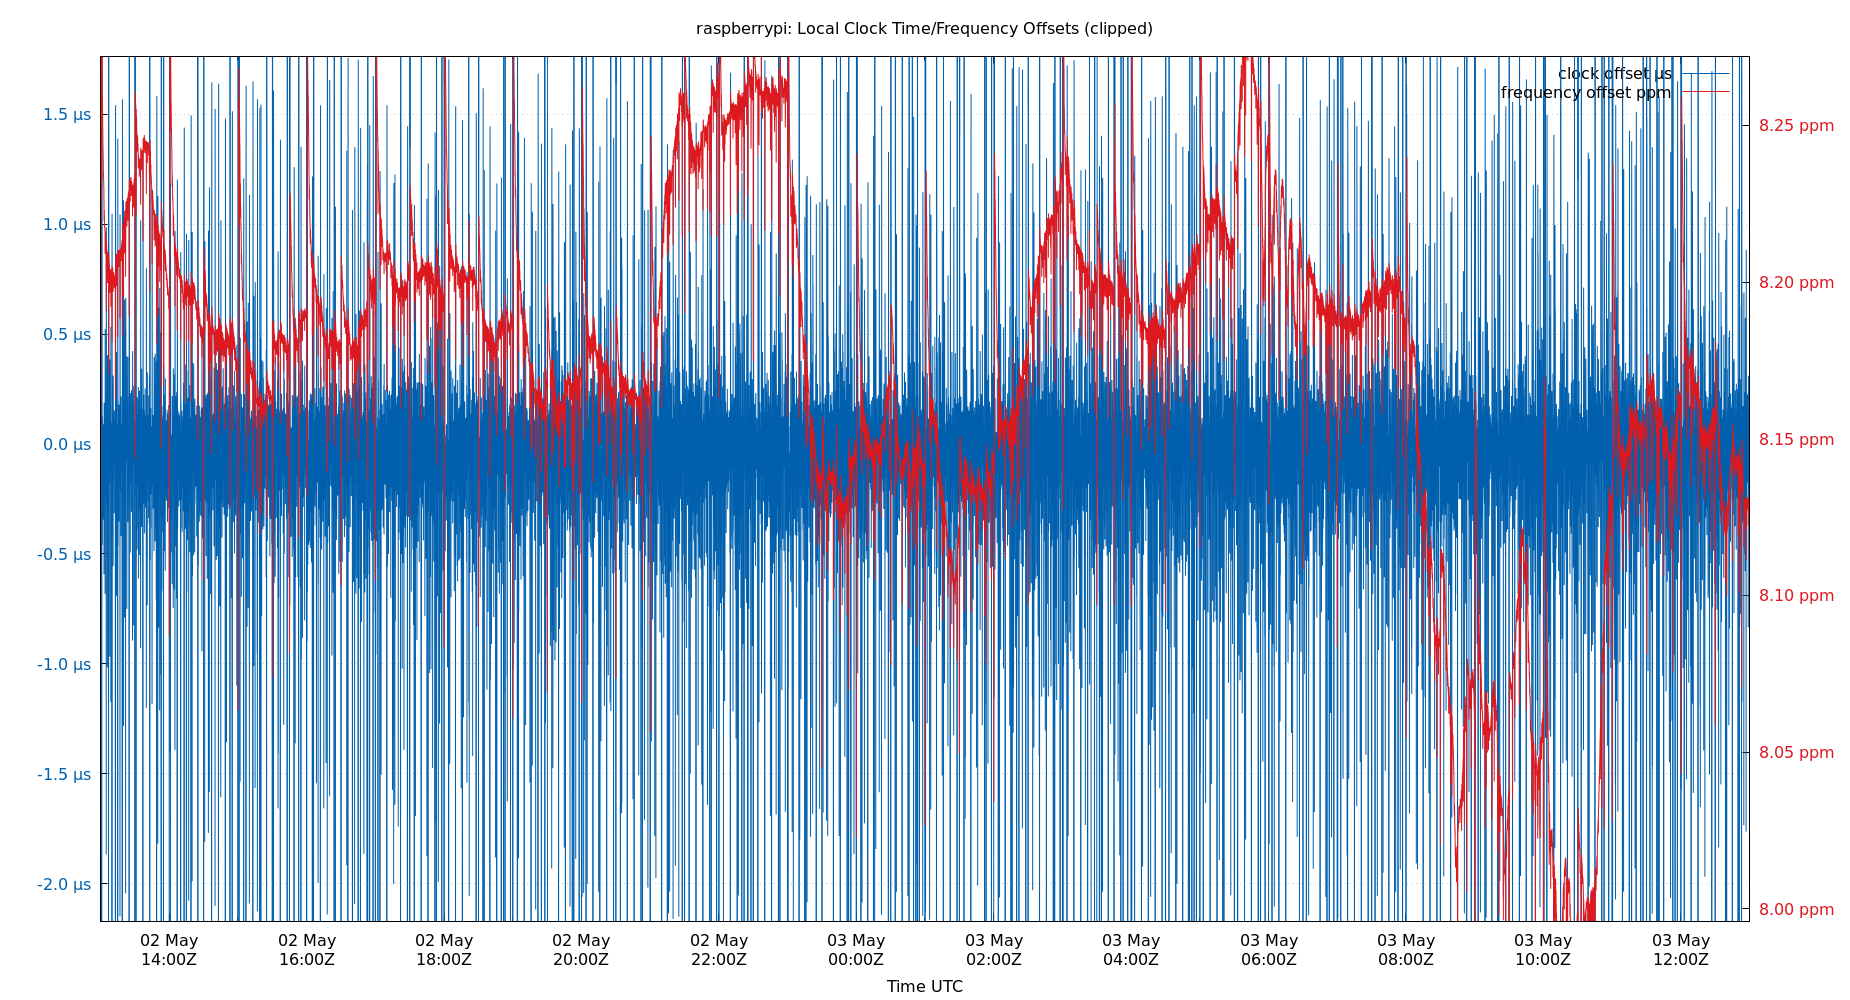 raspberrypi: Local Clock Time/Frequency Offsets (clipped)
clock offset µs
frequency offset ppm
1.5 µs
1.0 µs
0.5 µs
0.0 µs
-0.5 µs
-1.0 µs
-1.5 µs
-2.0 µs
8.25 ppm
8.20 ppm
8.15 ppm
8.10 ppm
8.05 ppm
8.00 ppm
02 May 02 May 02 May 02 May 02 May 03 May 03 May 03 May 03 May 03 May 03 May 03 May
14:00Z 16:00Z 18:00Z 20:00Z 22:00Z 00:00Z 02:00Z 04:00Z 06:00Z 08:00Z 10:00Z 12:00Z
Time UTC